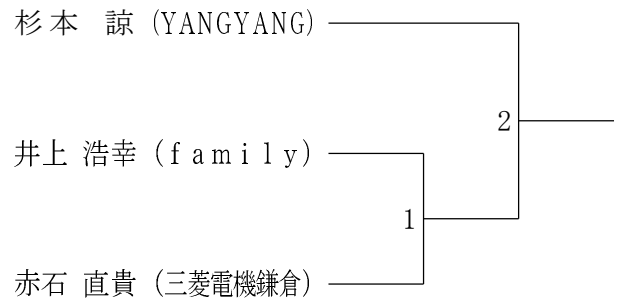 杉本 諒 (YANGYANG)
2
井上 浩幸 (family)
1
赤石 直貴 (三菱電機鎌倉)